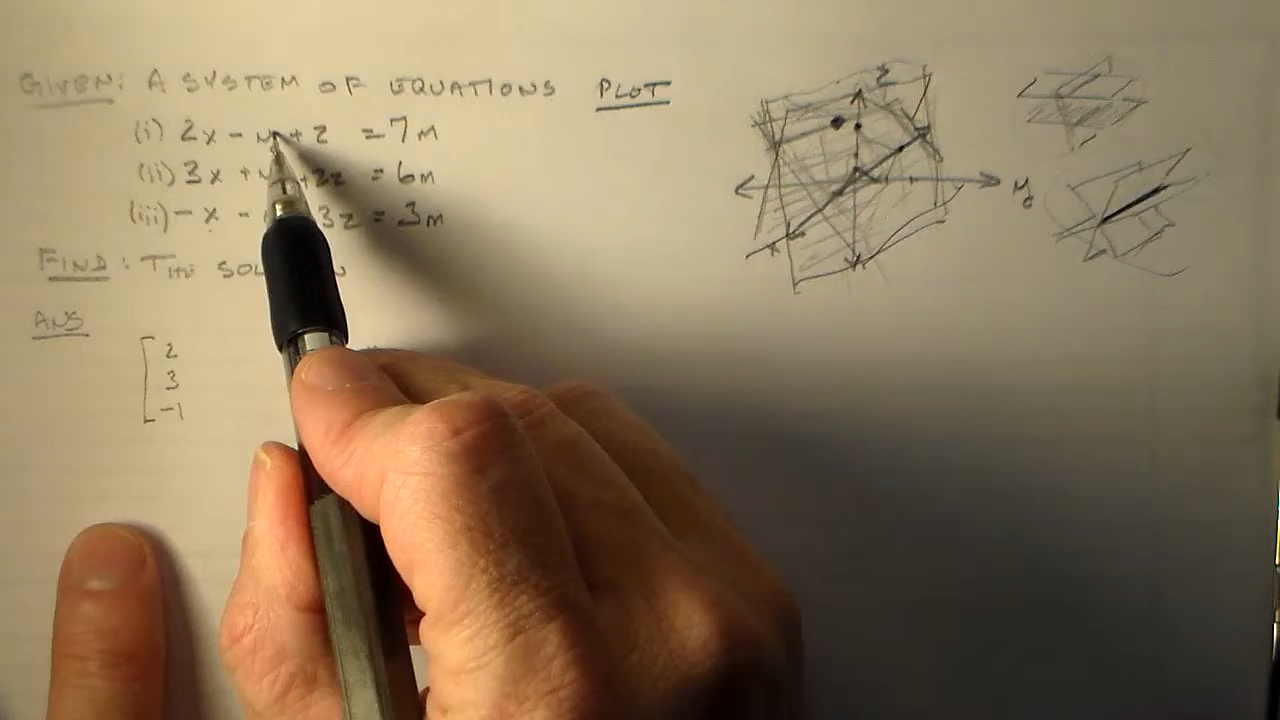 GIVEN: A SYSTEM OF EQUATIONS PLOT
(i) 2x - y + z = 7m
(ii) 3x + 2z = 6m
(iii) - x - 3z = 3m
FIND: THE
ANS
2
3
-1
z
y
x